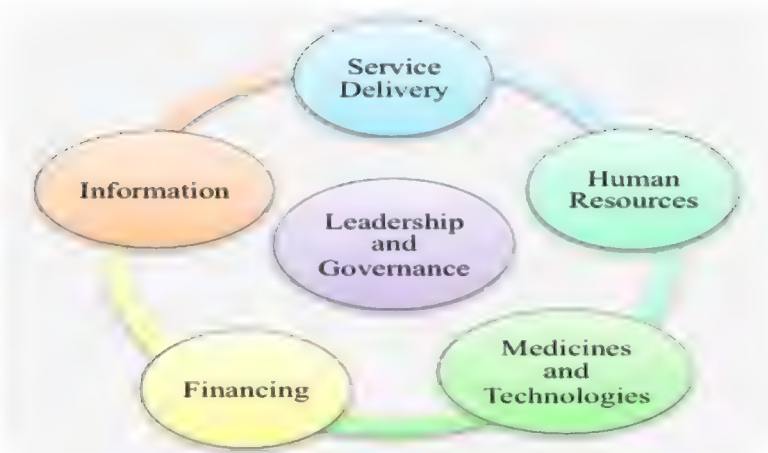 Service
Delivery
Information
Human
Resources
Leadership
and
Governance
Financing
Medicines
and
Technologies